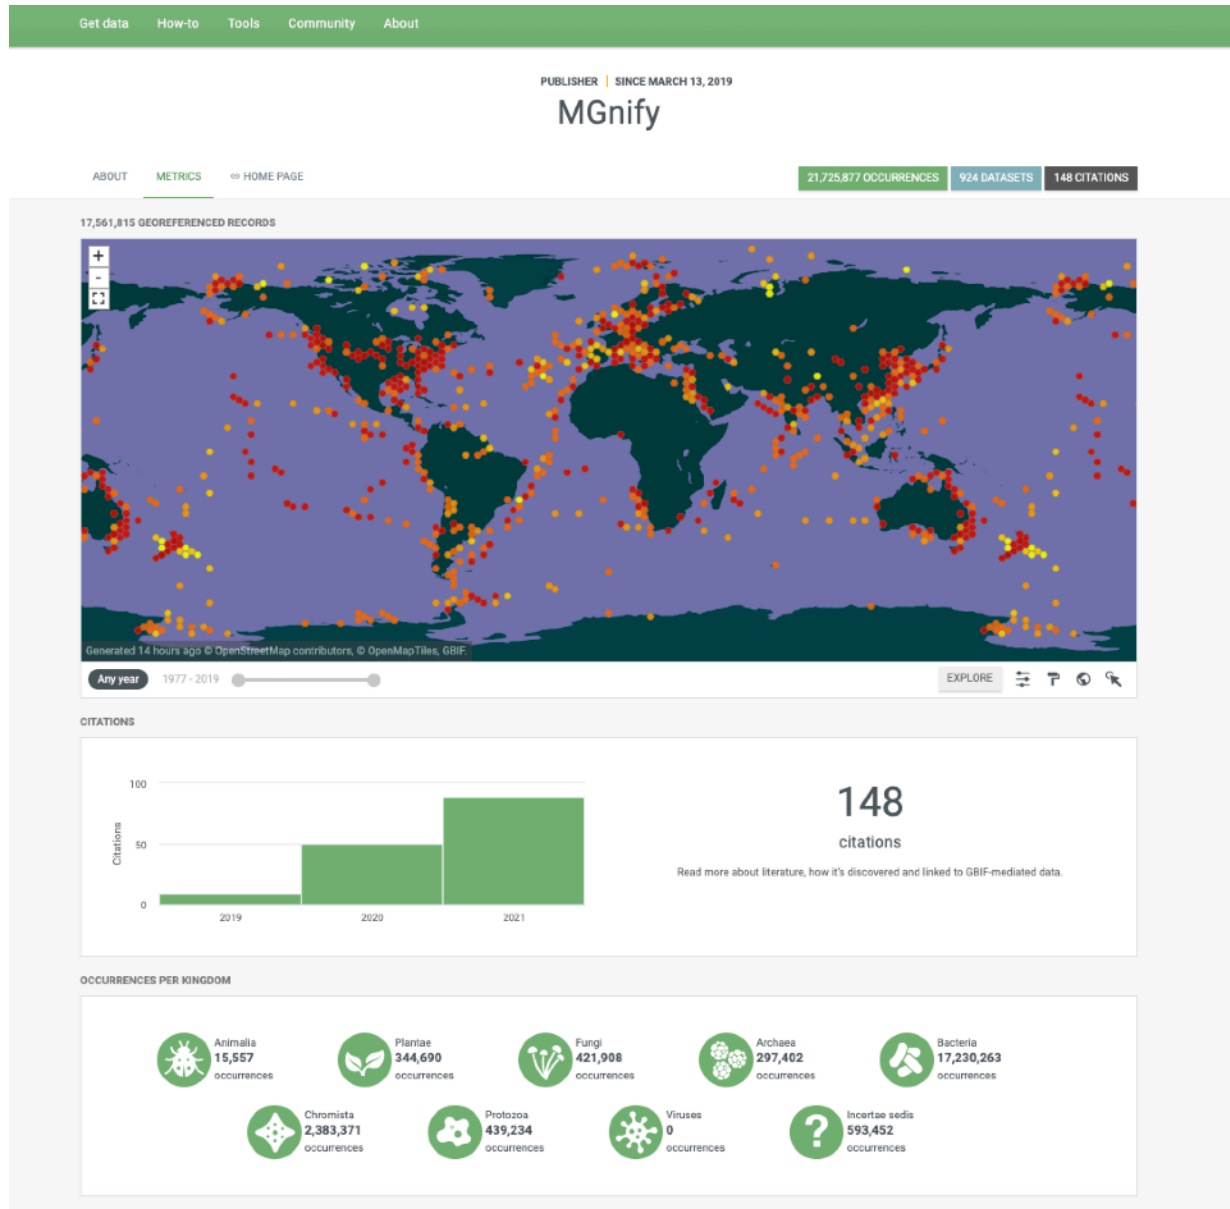 Get data How-to Tools Community About
PUBLISHER | SINCE MARCH 13, 2019
MGnify
ABOUT METRICS HOME PAGE 21,725,877 OCCURRENCES 924 DATASETS 148 CITATIONS
17,561,815 GEOREFERENCED RECORDS
+
-
Generated 14 hours ago © OpenStreetMap contributors, © OpenMapTiles, GBIF.
Any year 1977 - 2019 EXPLORE
CITATIONS
100
50
0
Citations
2019 2020 2021
148
citations
Read more about literature, how it's discovered and linked to GBIF-mediated data.
OCCURRENCES PER KINGDOM
Animalia
15,557
occurrences
Plantae
344,690
occurrences
Fungi
421,908
occurrences
Archaea
297,402
occurrences
Bacteria
17,230,263
occurrences
Chromista
2,383,371
occurrences
Protozoa
439,234
occurrences
Viruses
0
occurrences
?
Incertae sedis
593,452
occurrences